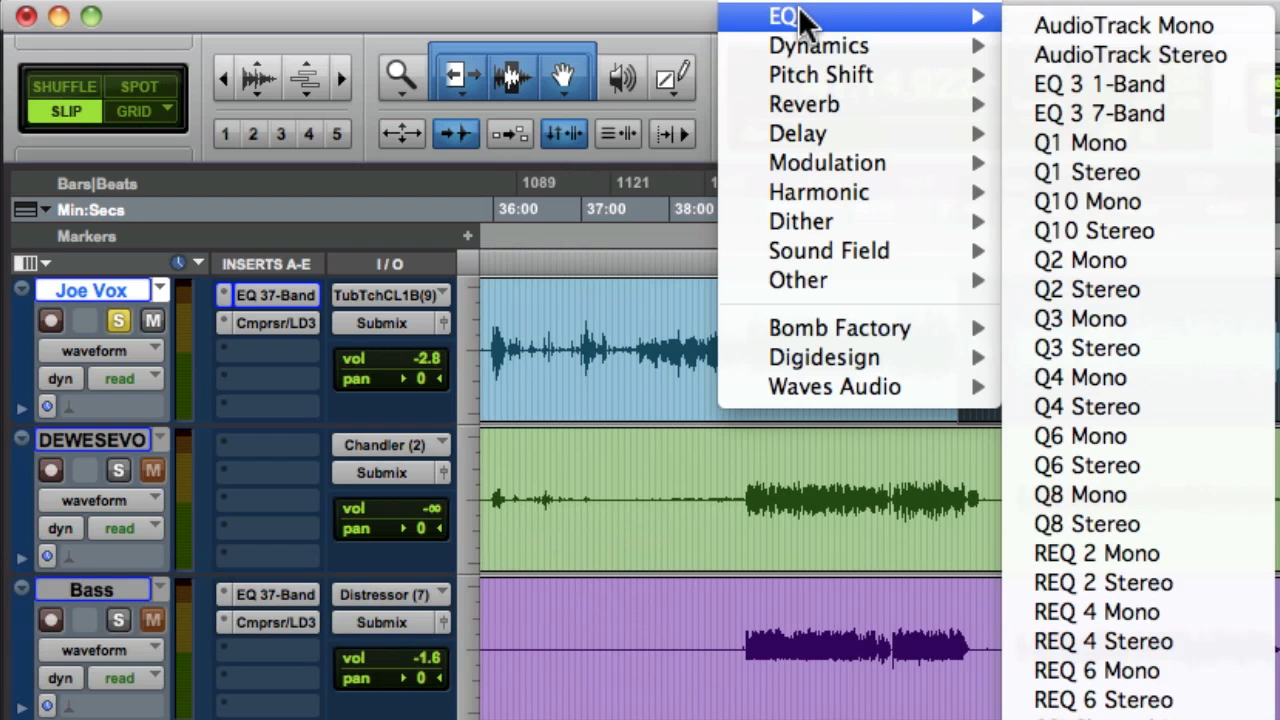 SHUFFLE SPOT
SLIP GRID
1 2 3 4 5
Bars|Beats 1089 1121
Min:Secs 36:00 37:00 38:00
Markers +
INSERTS A-E I / O
Joe Vox
EQ 37-Band TubTchCL1B(9)
S M Cmprsr/LD3 Submix
waveform
vol -2.8
dyn read pan 0
DEWESEVO
Chandler (2)
S M Submix
waveform
vol -∞
dyn read pan 0
Bass
EQ 37-Band Distressor (7)
S M Cmprsr/LD3 Submix
waveform
vol -1.6
dyn read pan 0
EQ
Dynamics
Pitch Shift
Reverb
Delay
Modulation
Harmonic
Dither
Sound Field
Other
Bomb Factory
Digidesign
Waves Audio
AudioTrack Mono
AudioTrack Stereo
EQ 3 1-Band
EQ 3 7-Band
Q1 Mono
Q1 Stereo
Q10 Mono
Q10 Stereo
Q2 Mono
Q2 Stereo
Q3 Mono
Q3 Stereo
Q4 Mono
Q4 Stereo
Q6 Mono
Q6 Stereo
Q8 Mono
Q8 Stereo
REQ 2 Mono
REQ 2 Stereo
REQ 4 Mono
REQ 4 Stereo
REQ 6 Mono
REQ 6 Stereo